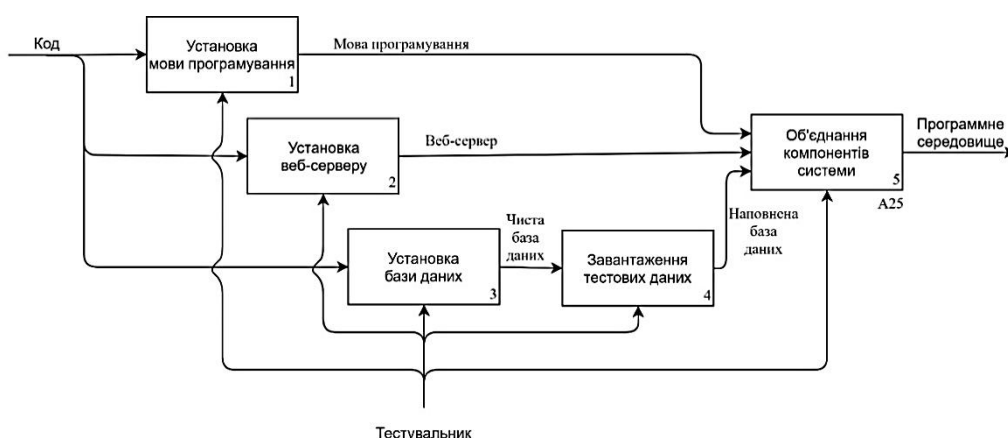 Код
Установка
мови програмування
1
Мова програмування
Установка
веб-серверу
2
Веб-сервер
Об'єднання
компонентів
системи
5
А25
Программне
середовище
Установка
бази даних
3
Чиста
база
даних
Завантаження
тестових даних
4
Наповнена
база
даних
Тестувальник